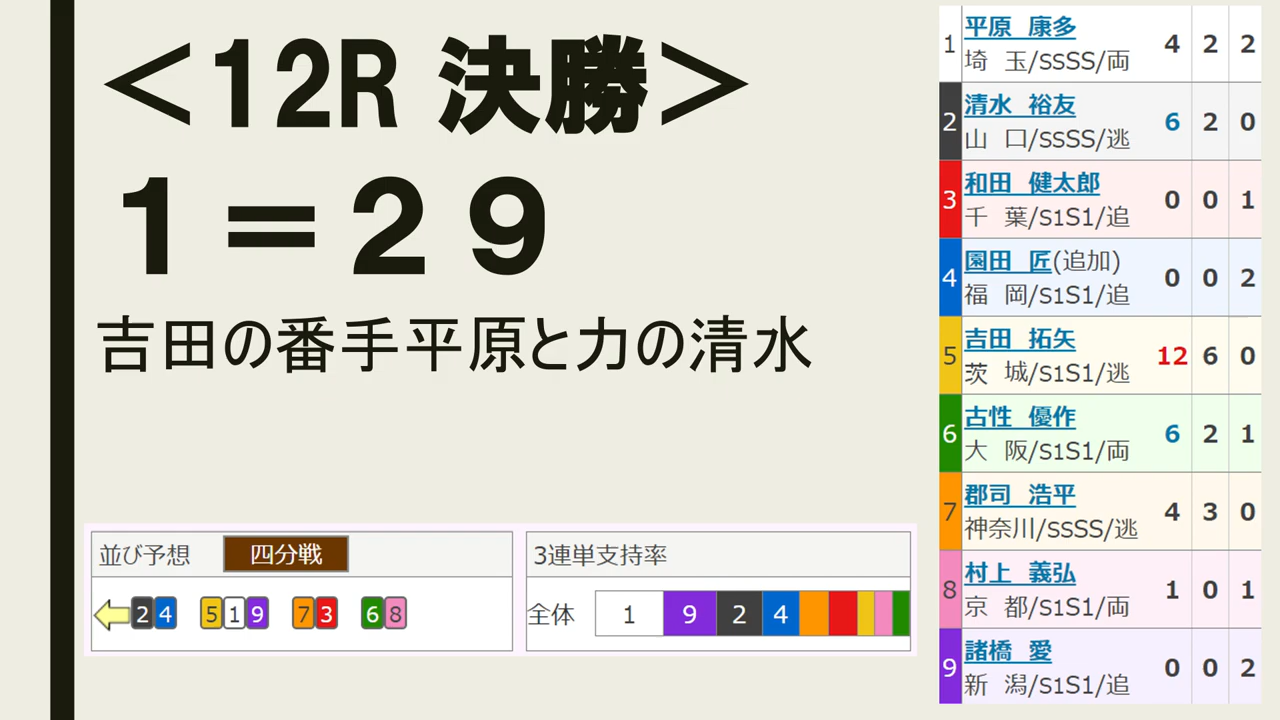 ＜12R 決勝＞
１＝２９
吉田の番手平原と力の清水
並び予想 四分戦
2 4 5 1 9 7 3 6 8
3連単支持率
全体 1 9 2 4
1 平原 康多 4 2 2
埼 玉/SSSS/両
2 清水 裕友 6 2 0
山 口/SSSS/逃
3 和田 健太郎 0 0 1
千 葉/S1S1/追
4 園田 匠(追加) 0 0 2
福 岡/S1S1/追
5 吉田 拓矢 12 6 0
茨 城/S1S1/逃
6 古性 優作 6 2 1
大 阪/S1S1/両
7 郡司 浩平 4 3 0
神奈川/SSSS/逃
8 村上 義弘 1 0 1
京 都/S1S1/両
9 諸橋 愛 0 0 2
新 潟/S1S1/追